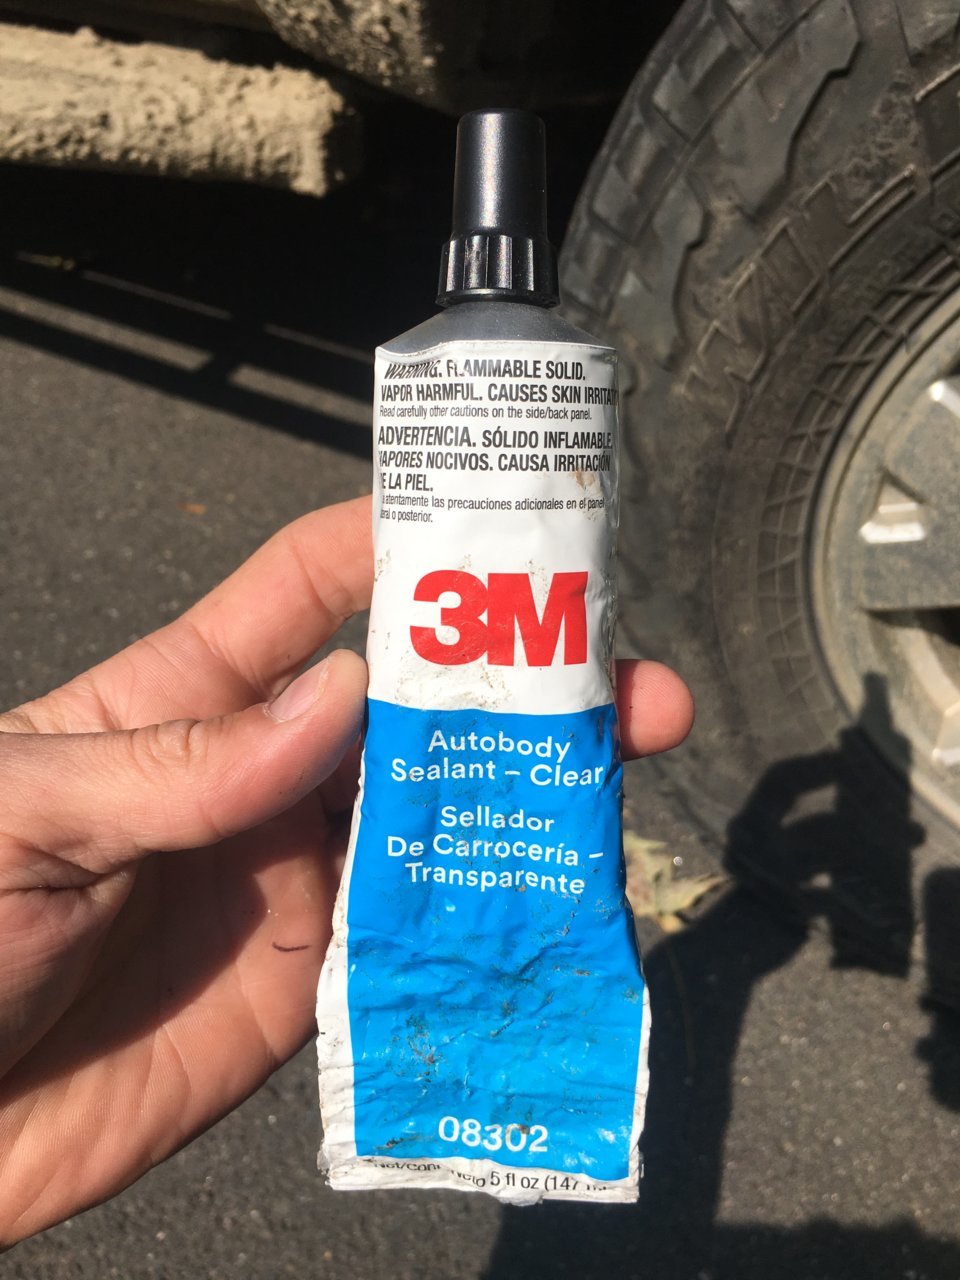 WARNING. FLAMMABLE SOLID,
VAPOR HARMFUL. CAUSES SKIN
Read carefully other cautions on the side/back panel.
ADVERTENCIA. SÓLIDO INFLAMABLE,
VAPORES NOCIVOS. CAUSA IRRITACIÓN
DE LA PIEL.
atentamente las precauciones adicionales en el panel
o posterior.
3M
Autobody
Sealant – Clear
Sellador
De Carrocería –
Transparente
08302
5 fl oz (147